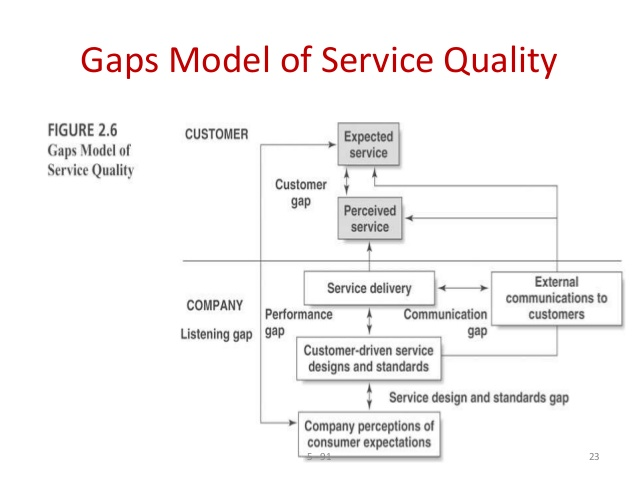 Gaps Model of Service Quality
FIGURE 2.6
Gaps Model of
Service Quality
CUSTOMER
Expected
service
Customer
gap
Perceived
service
COMPANY
Listening gap
Service delivery
External
communications to
customers
Performance
gap
Communication
gap
Customer-driven service
designs and standards
Service design and standards gap
Company perceptions of
consumer expectations
5 - 91
23